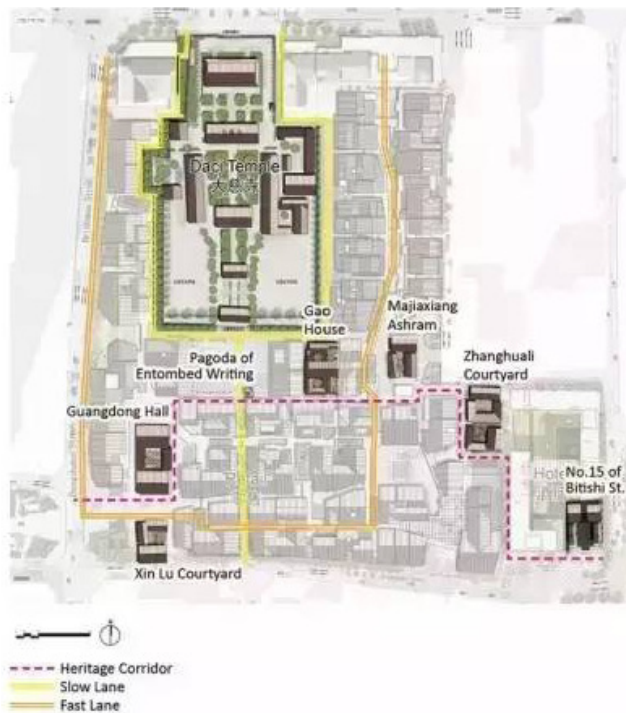 Daci Temple
大慈寺
Gao
House
Majiaxiang
Ashram
Pagoda of
Entombed Writing
Zhanghuali
Courtyard
Guangdong Hall
No.15 of
Bitishi St.
Xin Lu Courtyard
Heritage Corridor
Slow Lane
Fast Lane